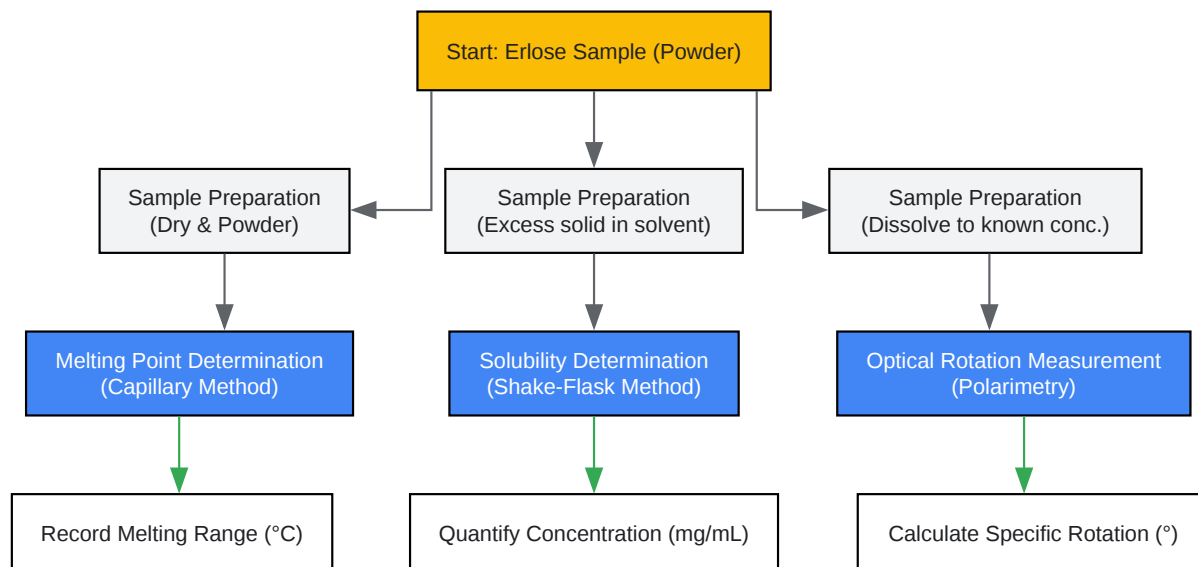 Start: Erlose Sample (Powder)
Sample Preparation
(Dry & Powder)
Sample Preparation
(Excess solid in solvent)
Sample Preparation
(Dissolve to known conc.)
Melting Point Determination
(Capillary Method)
Solubility Determination
(Shake-Flask Method)
Optical Rotation Measurement
(Polarimetry)
Record Melting Range (°C)
Quantify Concentration (mg/mL)
Calculate Specific Rotation (°)